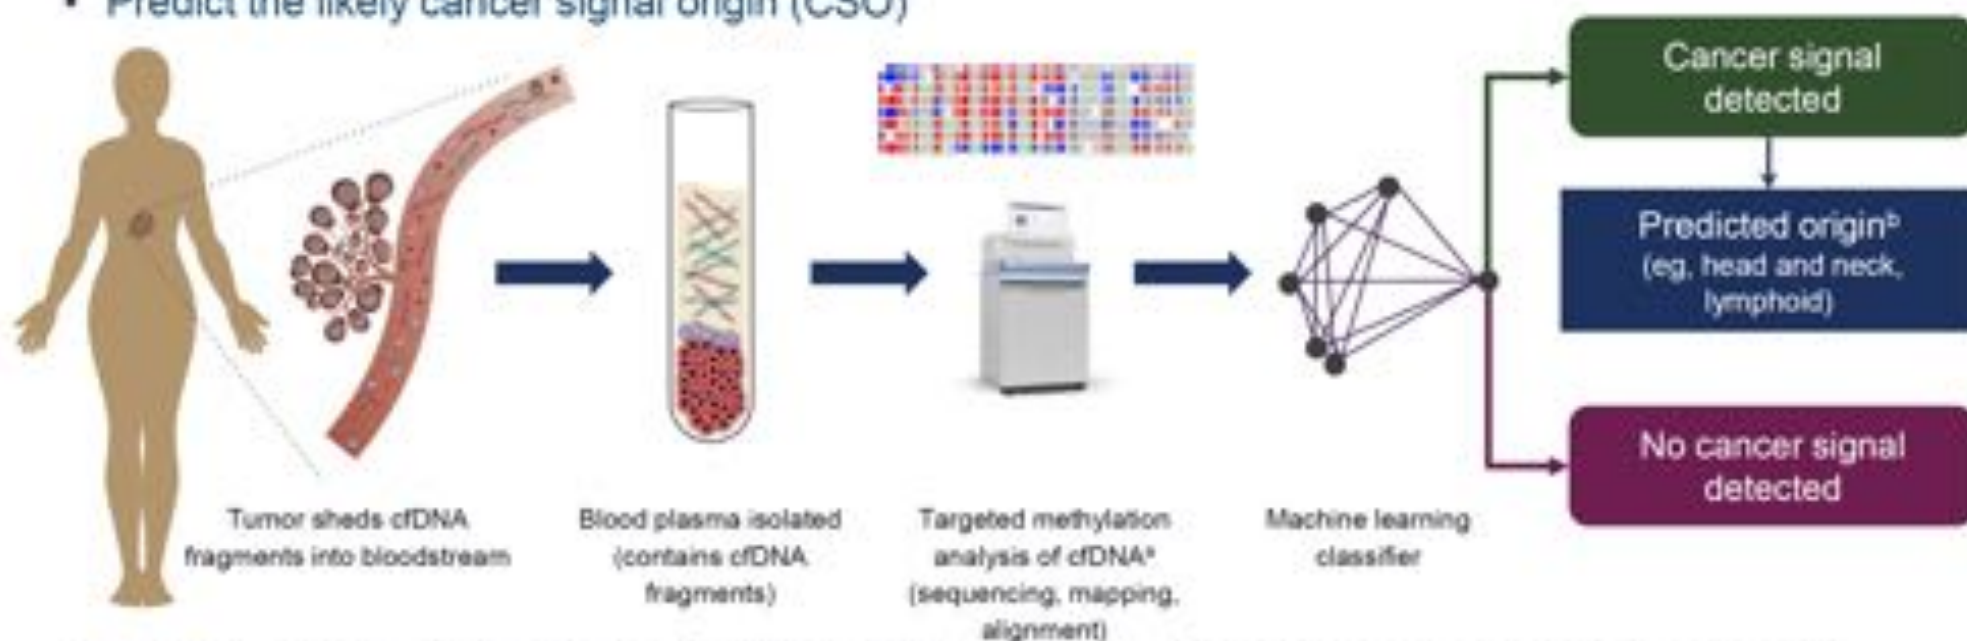 • Predict the likely cancer signal origin (CSO)
Tumor sheds cfDNA
fragments into bloodstream
Blood plasma isolated
(contains cfDNA
fragments)
Targeted methylation
analysis of cfDNAᵃ
(sequencing, mapping,
alignment)
Machine learning
classifier
Cancer signal
detected
Predicted originᵇ
(eg, head and neck,
lymphoid)
No cancer signal
detected